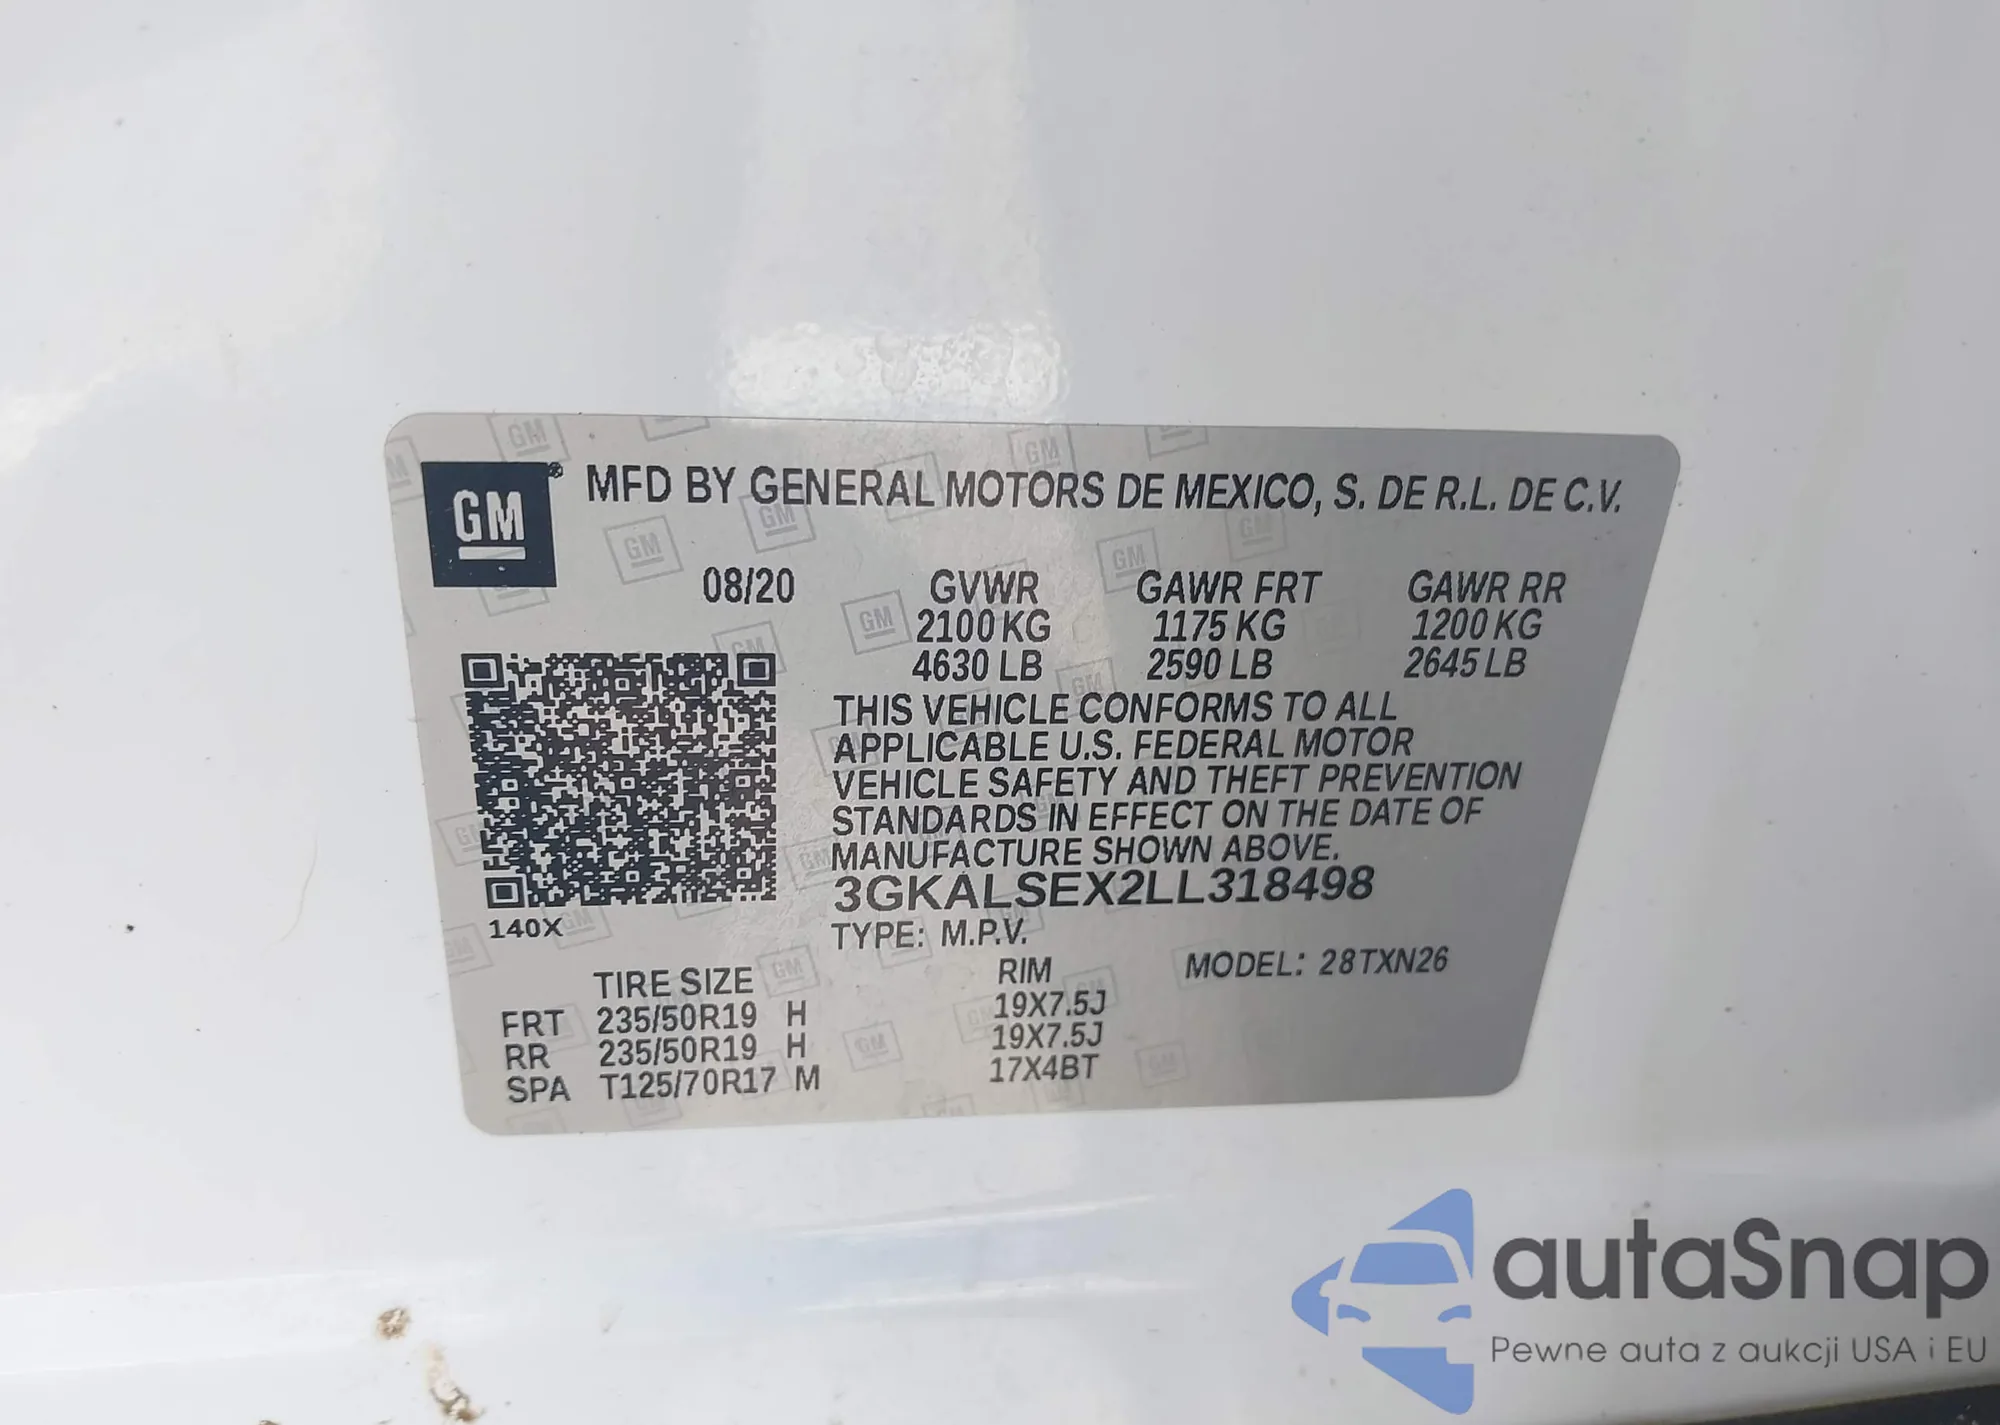 GM
MFD BY GENERAL MOTORS DE MEXICO, S. DE R.L. DE C.V.
08/20 GVWR GAWR FRT GAWR RR
2100 KG 1175 KG 1200 KG
4630 LB 2590 LB 2645 LB
THIS VEHICLE CONFORMS TO ALL
APPLICABLE U.S. FEDERAL MOTOR
VEHICLE SAFETY AND THEFT PREVENTION
STANDARDS IN EFFECT ON THE DATE OF
MANUFACTURE SHOWN ABOVE.
3GKALSEX2LL318498
140X
TYPE: M.P.V.
MODEL: 28TXN26
TIRE SIZE RIM
FRT 235/50R19 H 19X7.5J
RR 235/50R19 H 19X7.5J
SPA T125/70R17 M 17X4BT
autaSnap
Pewne auta z aukcji USA i EU